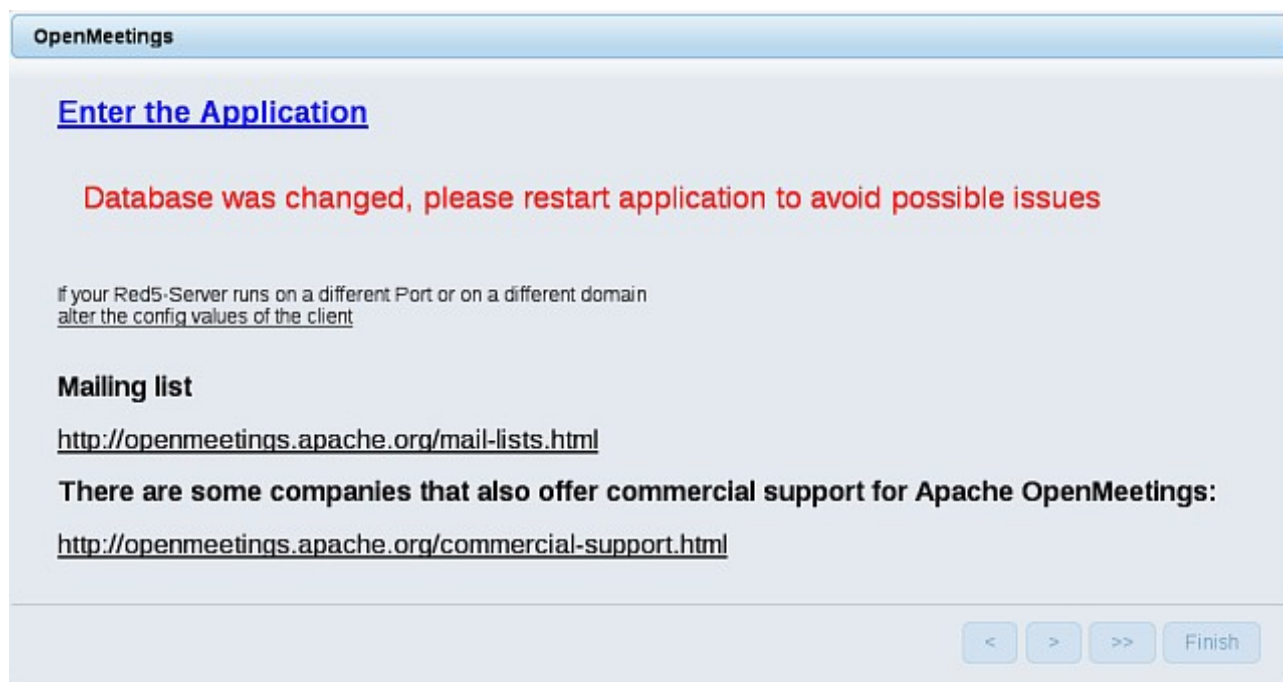 OpenMeetings
Enter the Application
Database was changed, please restart application to avoid possible issues
If your Red5-Server runs on a different Port or on a different domain
alter the config values of the client
Mailing list
http://openmeetings.apache.org/mail-lists.html
There are some companies that also offer commercial support for Apache OpenMeetings:
http://openmeetings.apache.org/commercial-support.html
< > >> Finish